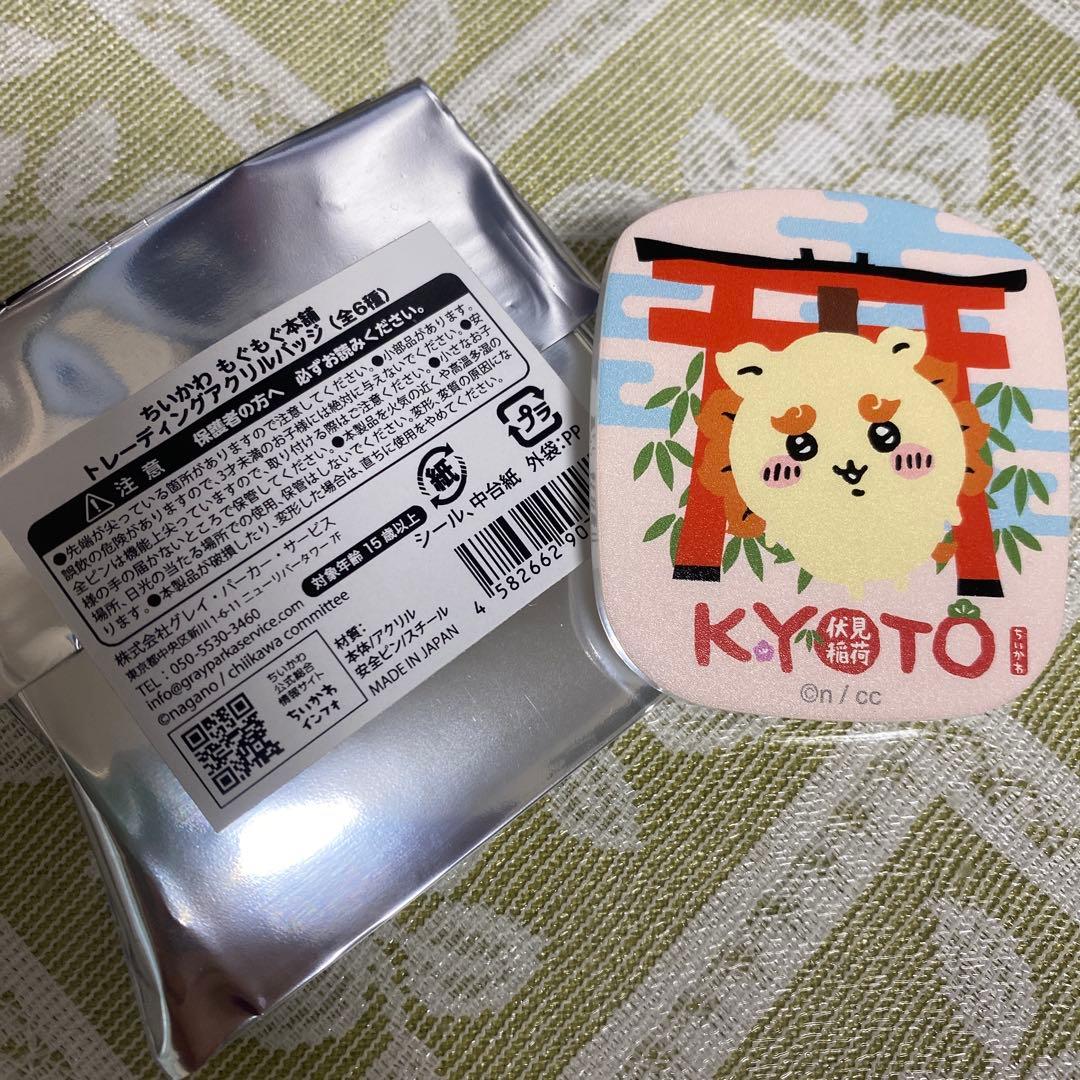 ちいかわ もぐもぐ本舗
トレーディングアクリルバッジ（全6種）
注意 保護者の方へ 必ずお読みください。
●先端が尖っている箇所がありますので注意してください。●小部品があります。
誤飲の危険がありますので、3才未満のお子様には絶対に与えないでください。●安
全ピンは機能上尖っていますので、取り付ける際はご注意ください。●小さなお子
様の手の届かないところで保管してください。●本製品を火気の近くや高温多湿の
場所、日光の当たる場所での使用、保管はしないでください。変形、変質の原因にな
ります。●本製品が破損したり、変形した場合は、直ちに使用をやめてください。
株式会社グレイ・パーカー・サービス
東京都中央区新川1-6-11 ニューリバータワー 7F
TEL : 050-5530-3460
info@grayparkaservice.com
©nagano / chiikawa committee
対象年齢 15歳以上
紙
シール、中台紙
プラ
外袋:PP
ちいかわ
公式総合
情報サイト
ちいかわ
インフォ
材質:
本体/アクリル
安全ピン/スチール
MADE IN JAPAN
4 582662 90
KYOTO
伏見
稲荷
ちいかわ
©n / cc